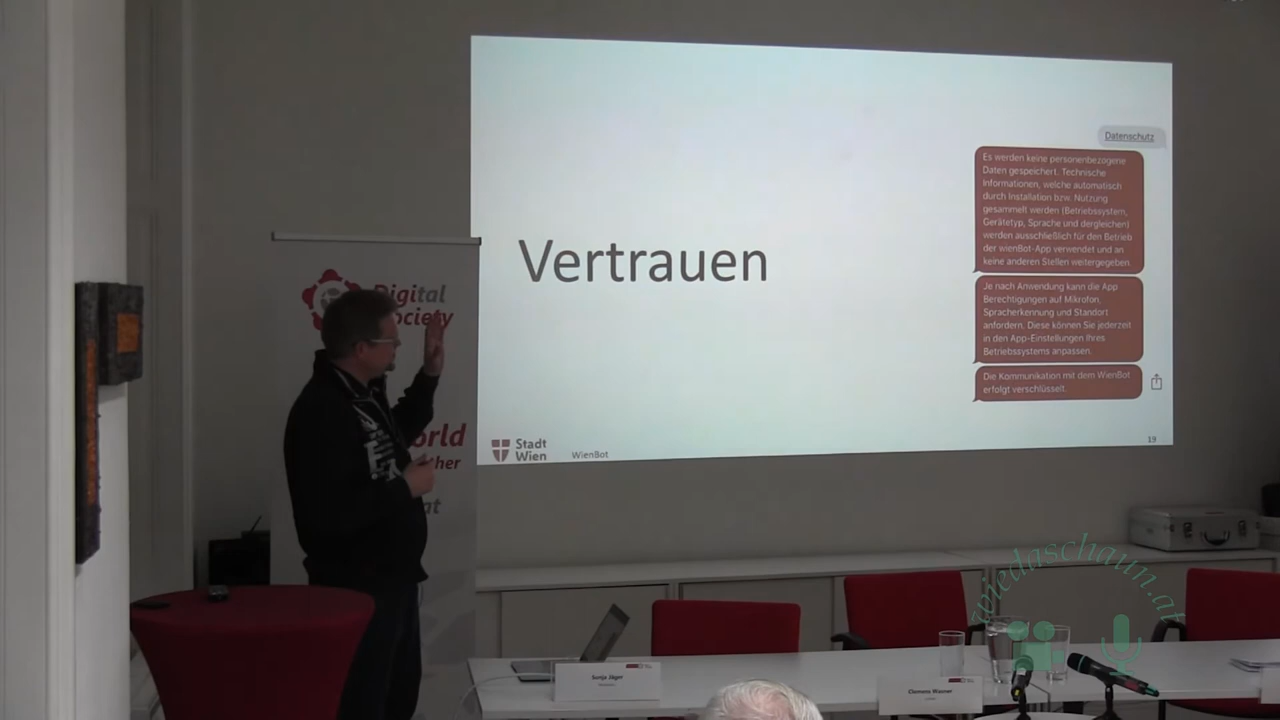 Datenschutz
Es werden keine personenbezogene
Daten gespeichert. Technische
Informationen, welche automatisch
durch Installation bzw. Nutzung
gesammelt werden (Betriebssystem,
Gerätetyp, Sprache und dergleichen)
werden ausschließlich für den Betrieb
der wienBot-App verwendet und an
keine anderen Stellen weitergegeben.
Je nach Anwendung kann die App
Berechtigungen auf Mikrofon,
Spracherkennung und Standort
anfordern. Diese können Sie jederzeit
in den App-Einstellungen Ihres
Betriebssystems anpassen.
Die Kommunikation mit dem WienBot
erfolgt verschlüsselt.
Vertrauen
Stadt
Wien
WienBot
19
Digital
ociety
orld
her
at
wiedaschaun.at
Sonja Jäger
Clemens Wasner